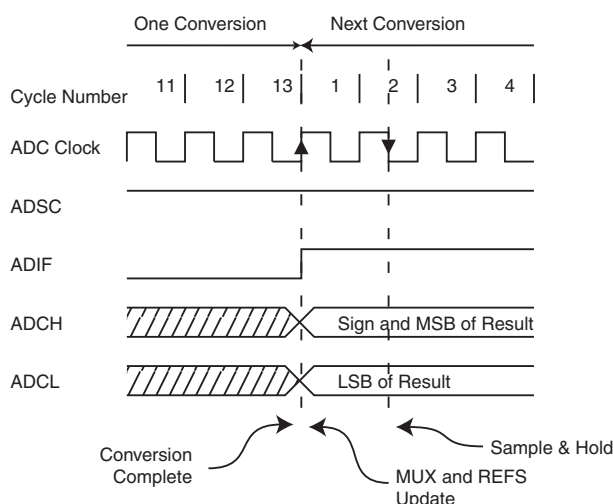 One Conversion Next Conversion
Cycle Number 11 12 13 1 2 3 4
ADC Clock
ADSC
ADIF
ADCH Sign and MSB of Result
ADCL LSB of Result
Conversion
Complete
MUX and REFS
Update
Sample & Hold